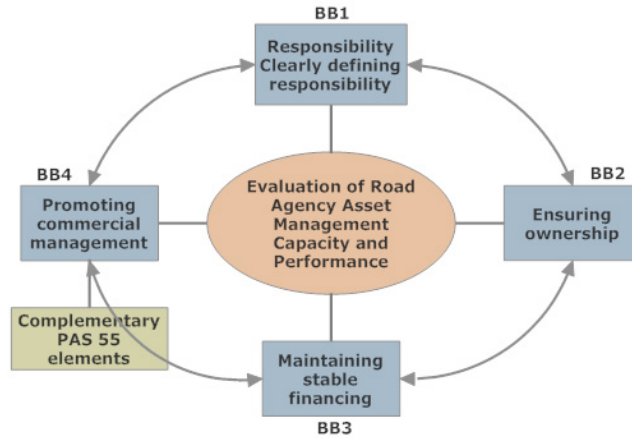 BB1
Responsibility
Clearly defining
responsibility
BB4
Promoting
commercial
management
Evaluation of Road
Agency Asset
Management
Capacity and
Performance
BB2
Ensuring
ownership
Complementary
PAS 55
elements
Maintaining
stable
financing
BB3